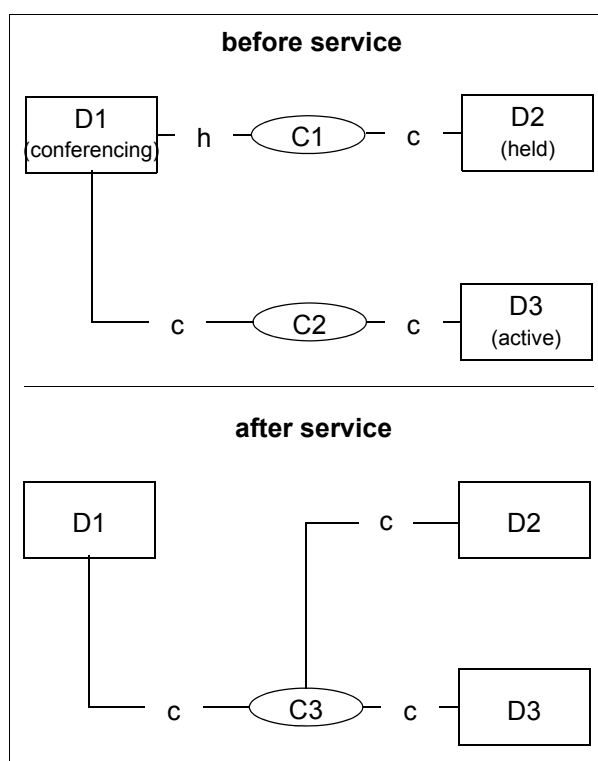 before service
D1
(conferencing)
h
C1
c
D2
(held)
c
C2
c
D3
(active)
after service
D1
c
D2
c
C3
c
D3